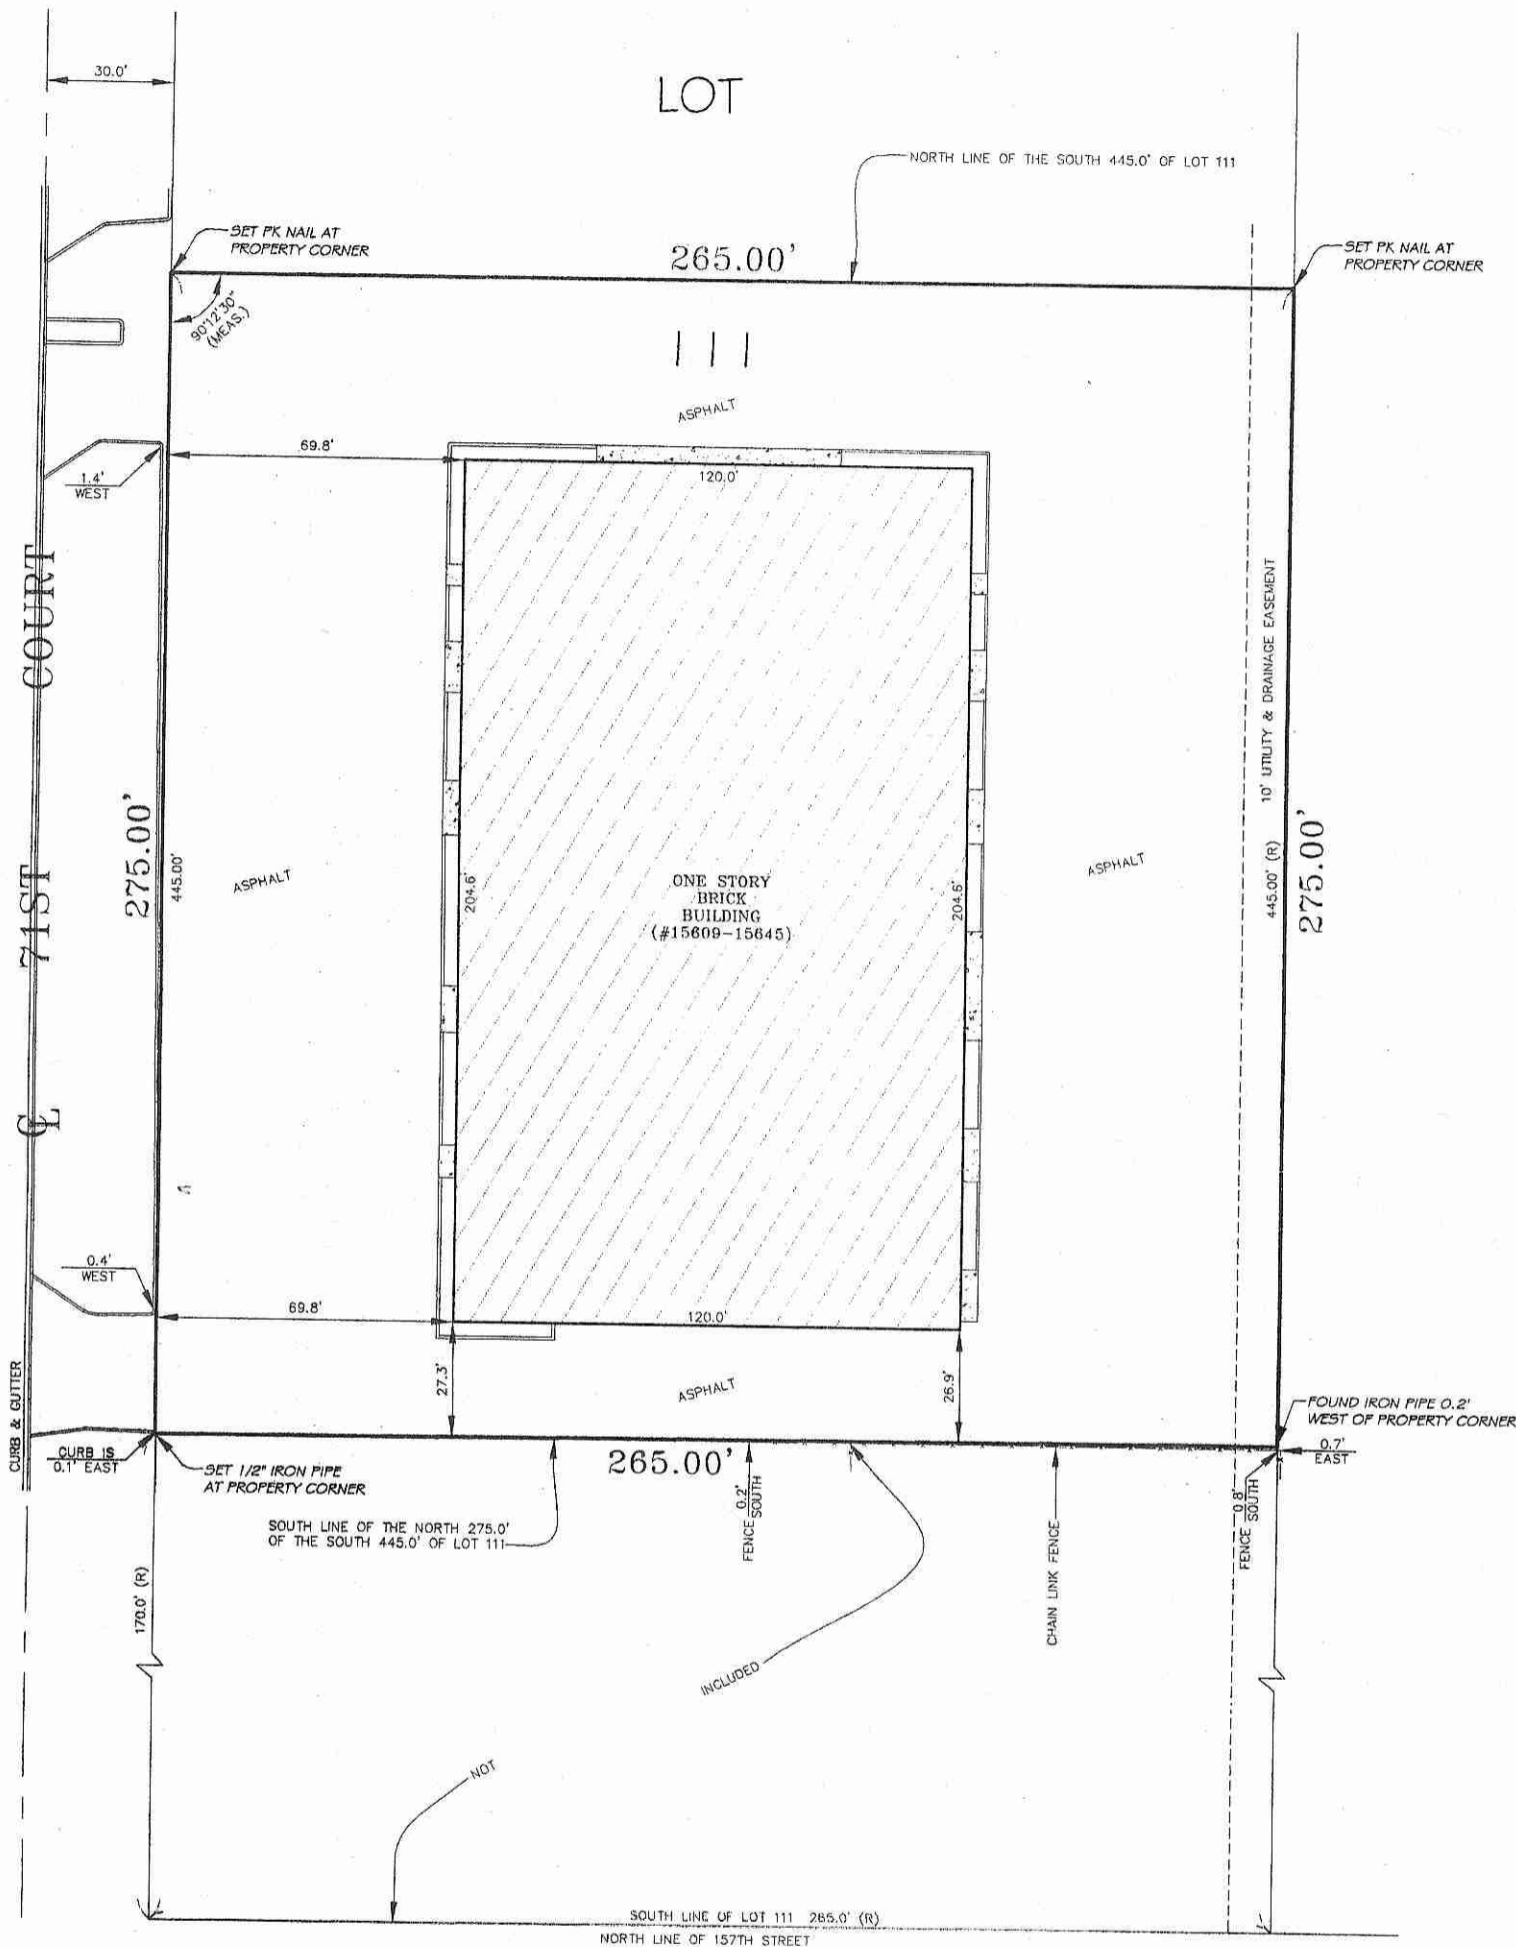 30.0'
LOT
NORTH LINE OF THE SOUTH 445.0' OF LOT 111
SET PK NAIL AT
PROPERTY CORNER
265.00'
SET PK NAIL AT
PROPERTY CORNER
90°12'30"
(MEAS.)
111
ASPHALT
69.8'
120.0'
1.4'
WEST
71ST COURT
℄
275.00'
445.00'
ASPHALT
204.6'
ONE STORY
BRICK
BUILDING
(#15609-15645)
204.6'
ASPHALT
10' UTILITY & DRAINAGE EASEMENT
445.00' (R)
275.00'
0.4'
WEST
69.8'
120.0'
27.3'
ASPHALT
26.9'
CURB & GUTTER
FOUND IRON PIPE 0.2'
WEST OF PROPERTY CORNER
CURB IS
0.1' EAST
SET 1/2" IRON PIPE
AT PROPERTY CORNER
265.00'
0.7'
EAST
SOUTH LINE OF THE NORTH 275.0'
OF THE SOUTH 445.0' OF LOT 111
FENCE 0.2'
SOUTH
CHAIN LINK FENCE
FENCE 0.8'
SOUTH
170.0' (R)
INCLUDED
NOT
SOUTH LINE OF LOT 111 265.0' (R)
NORTH LINE OF 157TH STREET